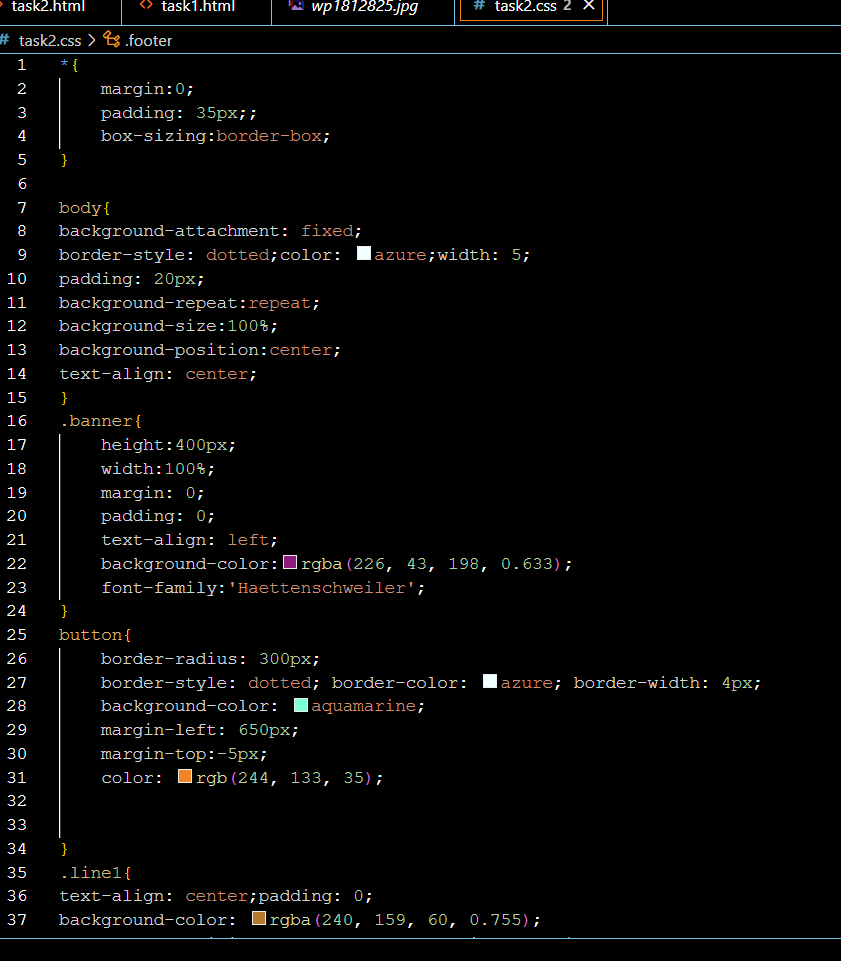 task2.html task1.html wp1812825.jpg # task2.css 2 ✕
# task2.css > .footer
1 *{
2 margin:0;
3 padding: 35px;;
4 box-sizing:border-box;
5 }
6
7 body{
8 background-attachment: fixed;
9 border-style: dotted;color: azure;width: 5;
10 padding: 20px;
11 background-repeat:repeat;
12 background-size:100%;
13 background-position:center;
14 text-align: center;
15 }
16 .banner{
17 height:400px;
18 width:100%;
19 margin: 0;
20 padding: 0;
21 text-align: left;
22 background-color:rgba(226, 43, 198, 0.633);
23 font-family:'Haettenschweiler';
24 }
25 button{
26 border-radius: 300px;
27 border-style: dotted; border-color: azure; border-width: 4px;
28 background-color: aquamarine;
29 margin-left: 650px;
30 margin-top:-5px;
31 color: rgb(244, 133, 35);
32
33
34 }
35 .line1{
36 text-align: center;padding: 0;
37 background-color: rgba(240, 159, 60, 0.755);